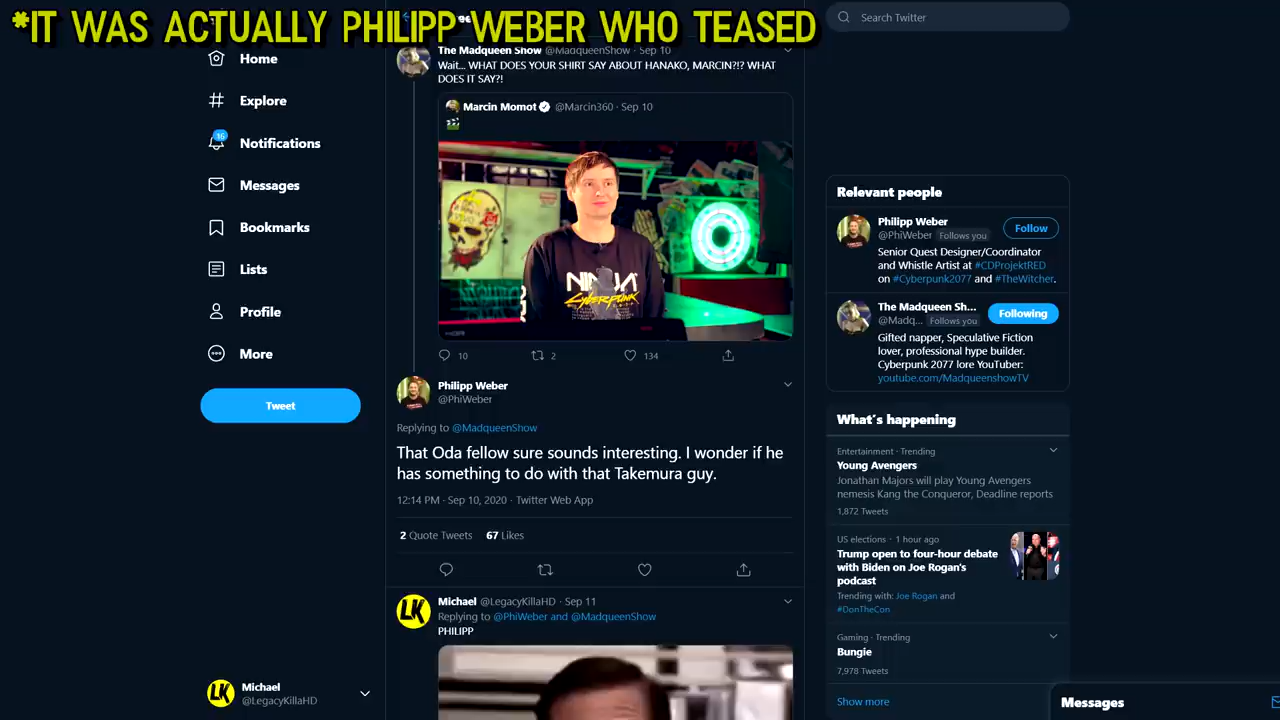 *IT WAS ACTUALLY PHILIPP WEBER WHO TEASED
Search Twitter
Home
Explore
16
Notifications
Messages
Bookmarks
Lists
Profile
More
Tweet
Michael
@LegacyKillaHD
The Madqueen Show @MadqueenShow · Sep 10
Wait... WHAT DOES YOUR SHIRT SAY ABOUT HANAKO, MARCIN?!? WHAT
DOES IT SAY?!
Marcin Momot @Marcin360 · Sep 10
NINJA
Cyberpunk
10 2 134
Philipp Weber
@PhiWeber
Replying to @MadqueenShow
That Oda fellow sure sounds interesting. I wonder if he
has something to do with that Takemura guy.
12:14 PM · Sep 10, 2020 · Twitter Web App
2 Quote Tweets 67 Likes
LK
Michael @LegacyKillaHD · Sep 11
Replying to @PhiWeber and @MadqueenShow
PHILIPP
Relevant people
Philipp Weber
@PhiWeber Follows you
Follow
Senior Quest Designer/Coordinator
and Whistle Artist at #CDProjektRED
on #Cyberpunk2077 and #TheWitcher.
The Madqueen Sh...
@Madq... Follows you
Following
Gifted napper, Speculative Fiction
lover, professional hype builder.
Cyberpunk 2077 lore YouTuber:
youtube.com/MadqueenshowTV
What's happening
Entertainment · Trending
Young Avengers
Jonathan Majors will play Young Avengers
nemesis Kang the Conqueror, Deadline reports
1,872 Tweets
US elections · 1 hour ago
Trump open to four-hour debate
with Biden on Joe Rogan's
podcast
Trending with: Joe Rogan and
#DonTheCon
Gaming · Trending
Bungie
7,978 Tweets
Show more
Messages
LK